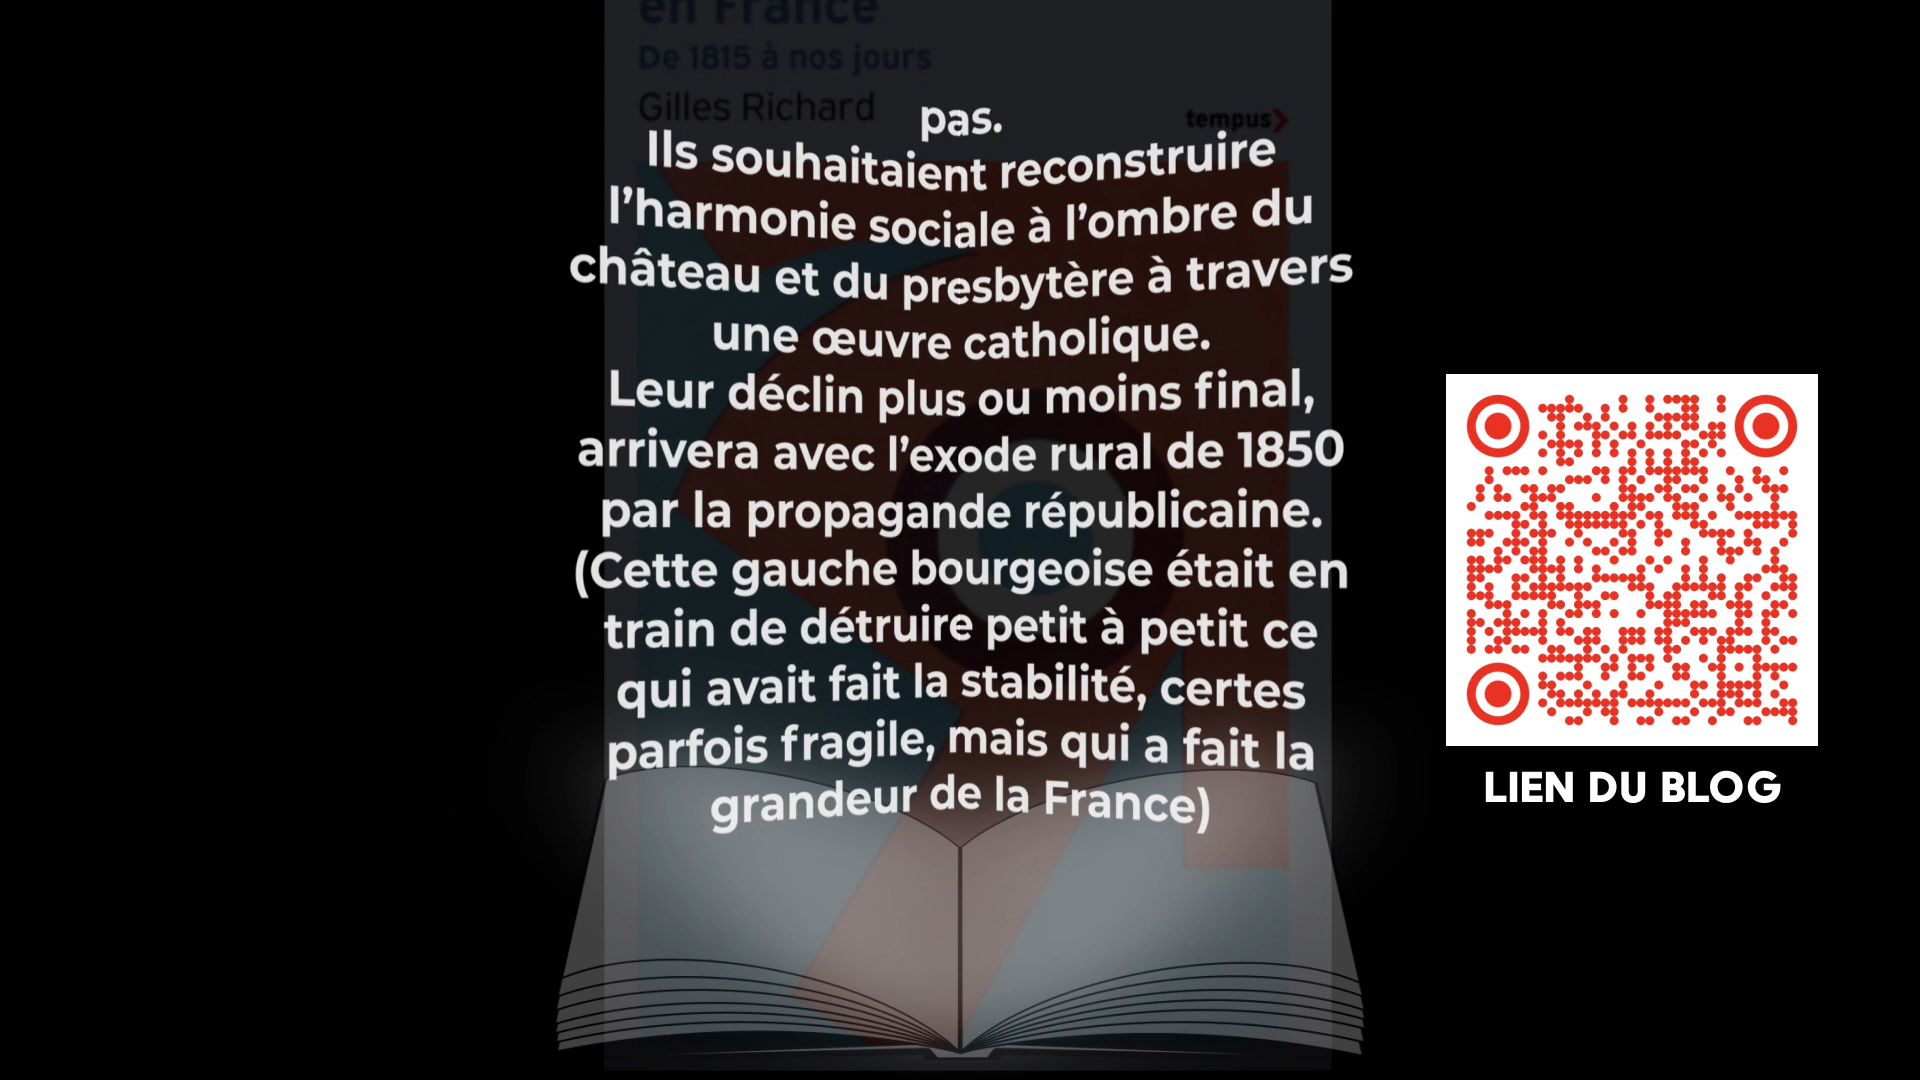 en France
De 1815 à nos jours
Gilles Richard
tempus
pas.
Ils souhaitaient reconstruire
l’harmonie sociale à l’ombre du
château et du presbytère à travers
une œuvre catholique.
Leur déclin plus ou moins final,
arrivera avec l’exode rural de 1850
par la propagande républicaine.
(Cette gauche bourgeoise était en
train de détruire petit à petit ce
qui avait fait la stabilité, certes
parfois fragile, mais qui a fait la
grandeur de la France)
LIEN DU BLOG